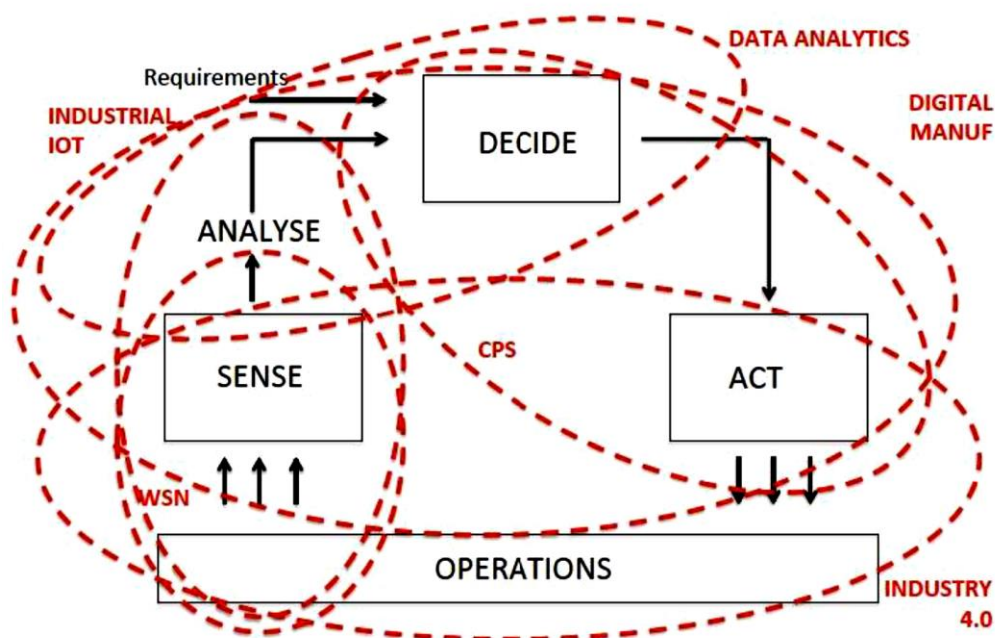 DATA ANALYTICS
Requirements
INDUSTRIAL
IOT
DIGITAL
MANUF
DECIDE
ANALYSE
CPS
SENSE
ACT
WSN
OPERATIONS
INDUSTRY
4.0